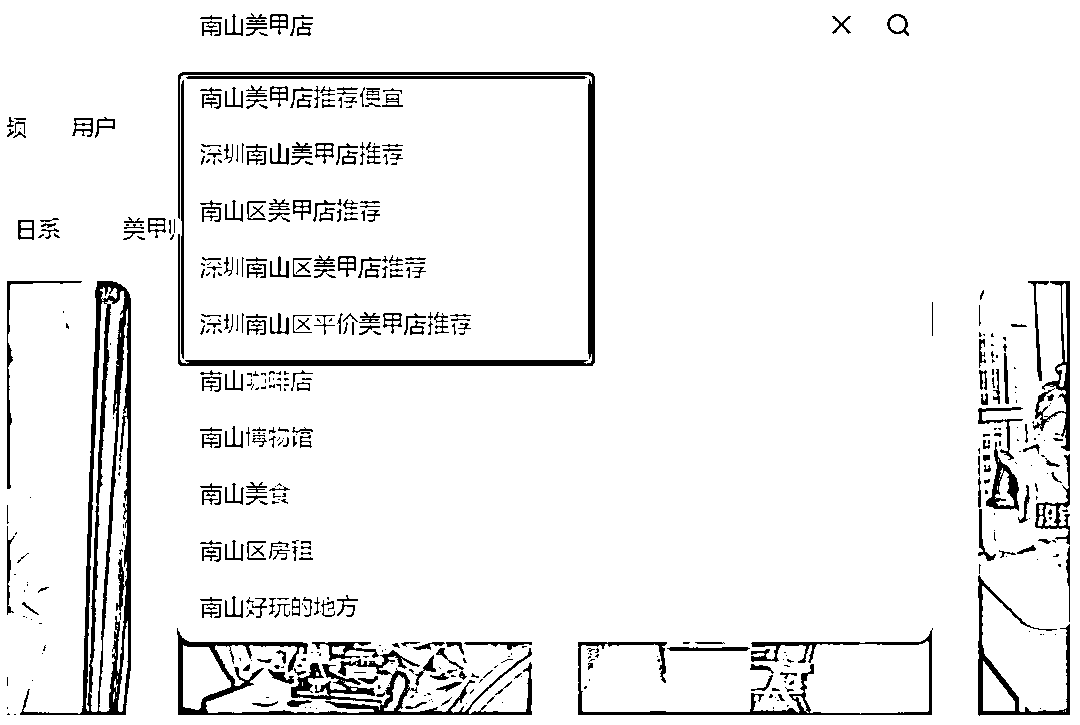 南山美甲店
南山美甲店推荐便宜
频 用户
深圳南山美甲店推荐
南山区美甲店推荐
日系 美甲师
深圳南山区美甲店推荐
1/4
深圳南山区平价美甲店推荐
南山咖啡店
南山博物馆
南山美食
南山区房租
南山好玩的地方